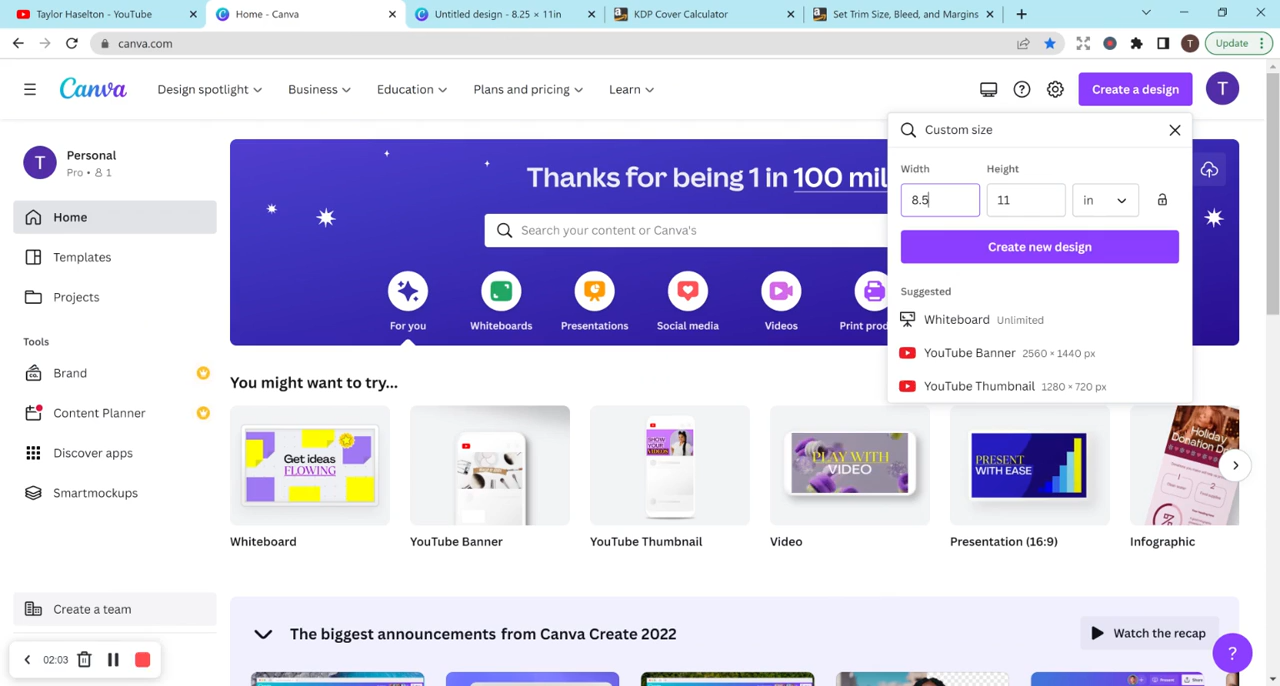 Taylor Haselton - YouTube
Home - Canva
Untitled design - 8.25 × 11in
KDP Cover Calculator
Set Trim Size, Bleed, and Margins
canva.com
T
Update
Canva
Design spotlight
Business
Education
Plans and pricing
Learn
Create a design
T
T
Personal
Pro • 1
Home
Templates
Projects
Tools
Brand
Content Planner
Discover apps
Smartmockups
Create a team
02:03
Thanks for being 1 in 100 mil
Search your content or Canva's
For you
Whiteboards
Presentations
Social media
Videos
Print prod
Custom size
Width
Height
8.5
11
in
Create new design
Suggested
Whiteboard Unlimited
YouTube Banner 2560 × 1440 px
YouTube Thumbnail 1280 × 720 px
You might want to try...
Get ideas
FLOWING
SHOW
YOUR
VIDEOS
PLAY WITH
VIDEO
PRESENT
WITH EASE
Holiday
Donation
Whiteboard
YouTube Banner
YouTube Thumbnail
Video
Presentation (16:9)
Infographic
The biggest announcements from Canva Create 2022
Watch the recap
?